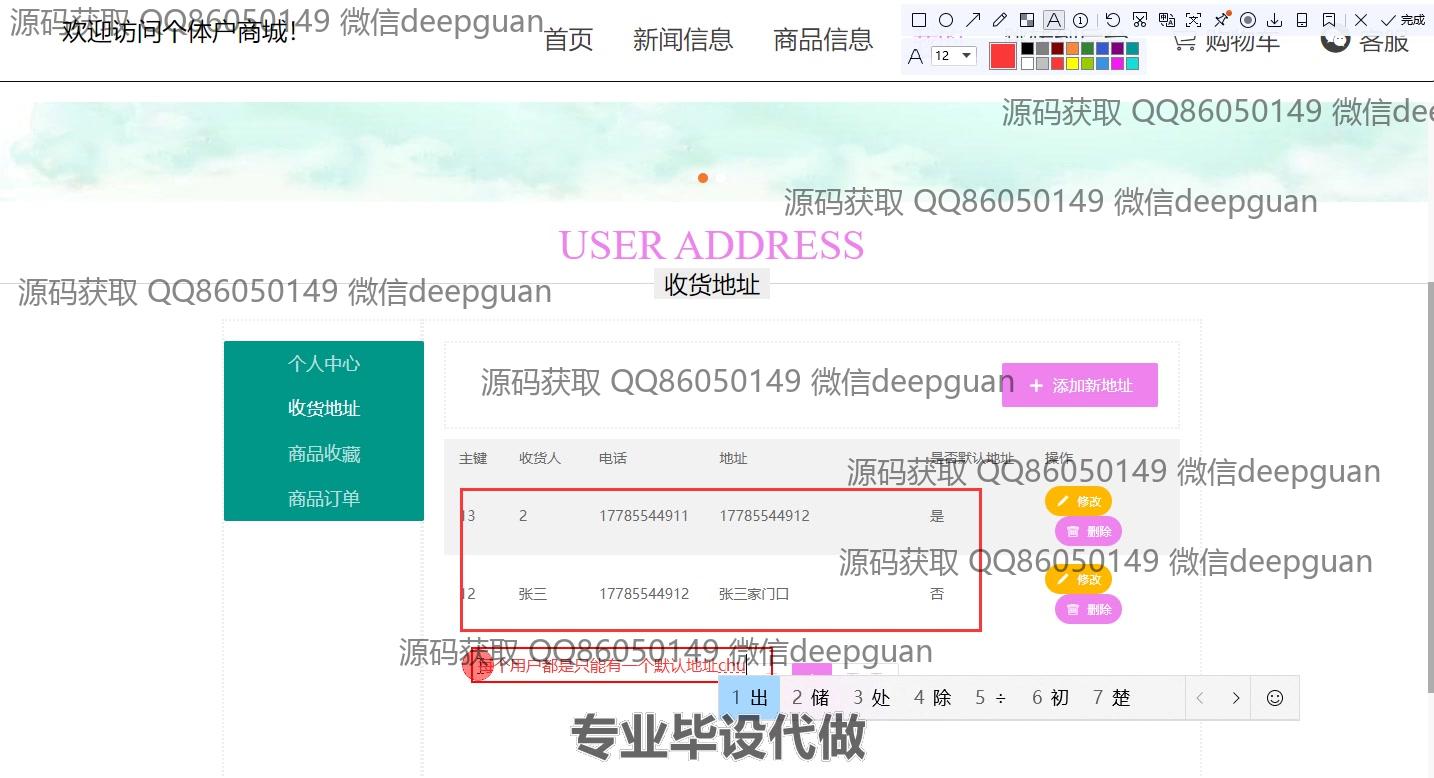 源码获取 QQ86050149 微信deepguan
欢迎访问个体户商城！
首页 新闻信息 商品信息 购物车 客服
完成
A 12
源码获取 QQ86050149 微信deep
源码获取 QQ86050149 微信deepguan
USER ADDRESS
收货地址
源码获取 QQ86050149 微信deepguan
个人中心
收货地址
商品收藏
商品订单
源码获取 QQ86050149 微信deepguan
添加新地址
主键 收货人 电话 地址 是否默认地址 操作
源码获取 QQ86050149 微信deepguan
13 2 17785544911 17785544912 是 修改
删除
源码获取 QQ86050149 微信deepguan
12 张三 17785544912 张三家门口 否 修改
删除
源码获取 QQ86050149 微信deepguan
每个用户都是只能有一个默认地址chu
1 出 2 储 3 处 4 除 5 ÷ 6 初 7 楚
专业毕设代做